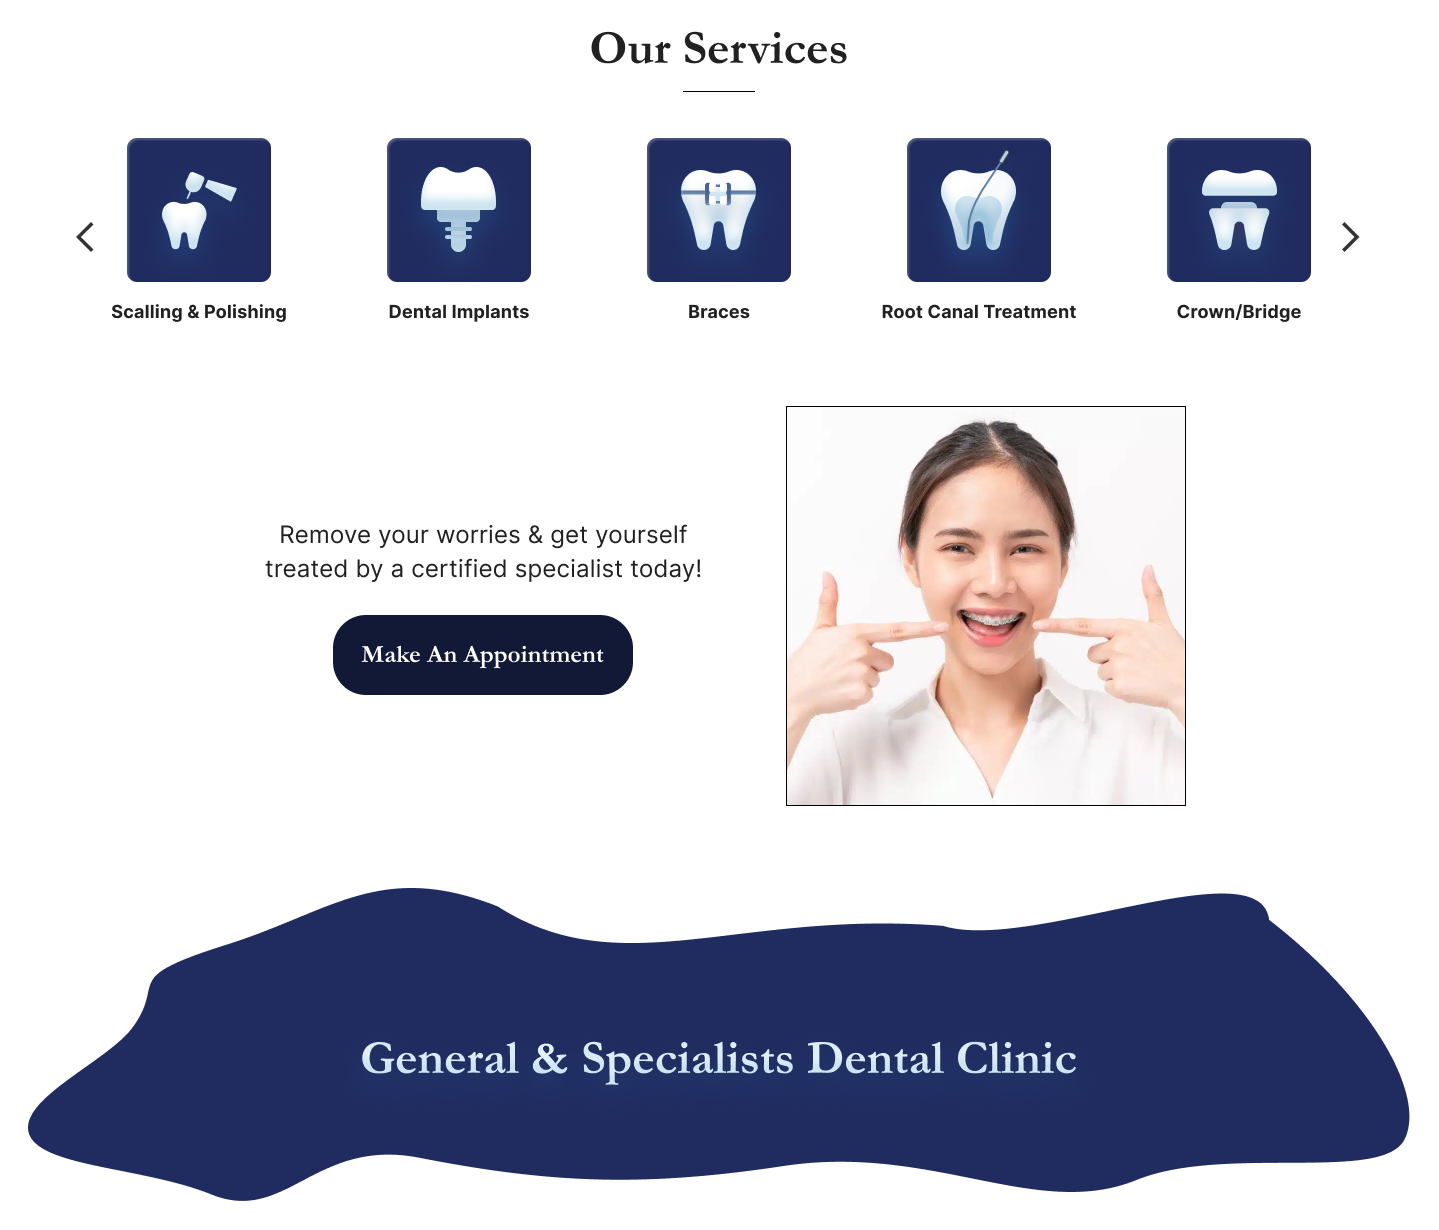 Our Services
Scalling & Polishing
Dental Implants
Braces
Root Canal Treatment
Crown/Bridge
Remove your worries & get yourself
treated by a certified specialist today!
Make An Appointment
General & Specialists Dental Clinic